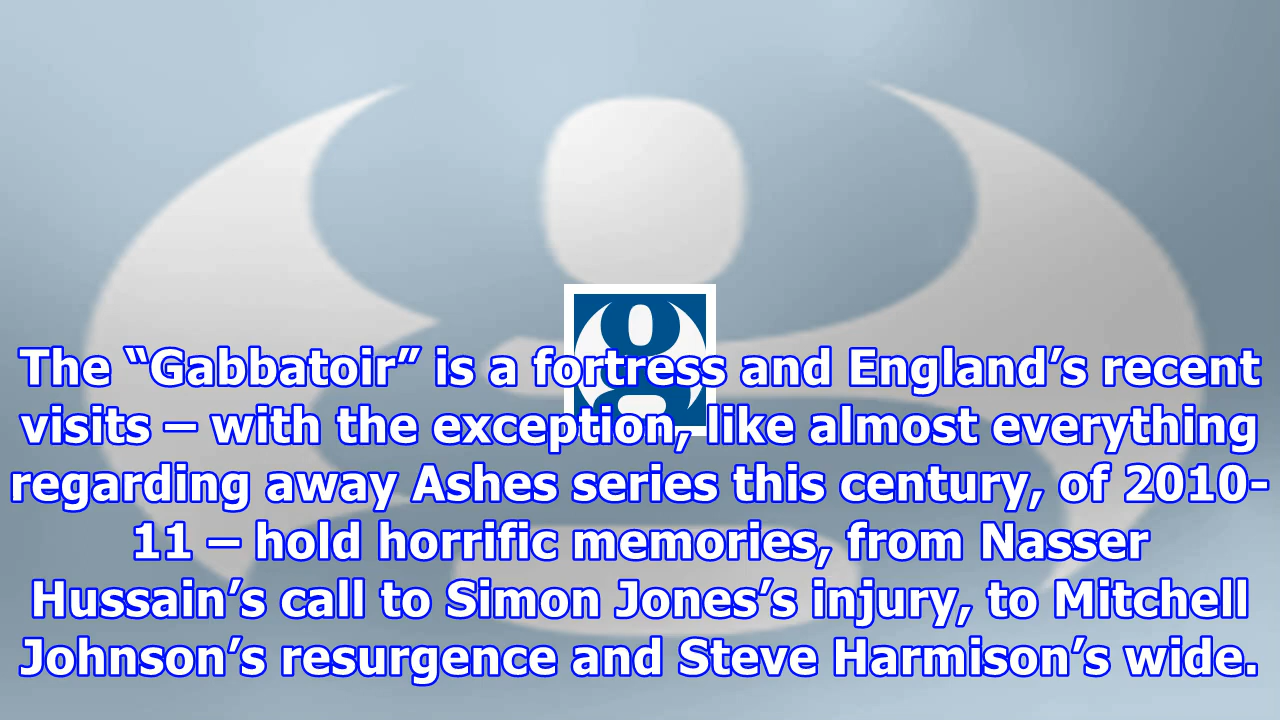 The “Gabbatoir” is a fortress and England’s recent
visits – with the exception, like almost everything
regarding away Ashes series this century, of 2010-
11 – hold horrific memories, from Nasser
Hussain’s call to Simon Jones’s injury, to Mitchell
Johnson’s resurgence and Steve Harmison’s wide.